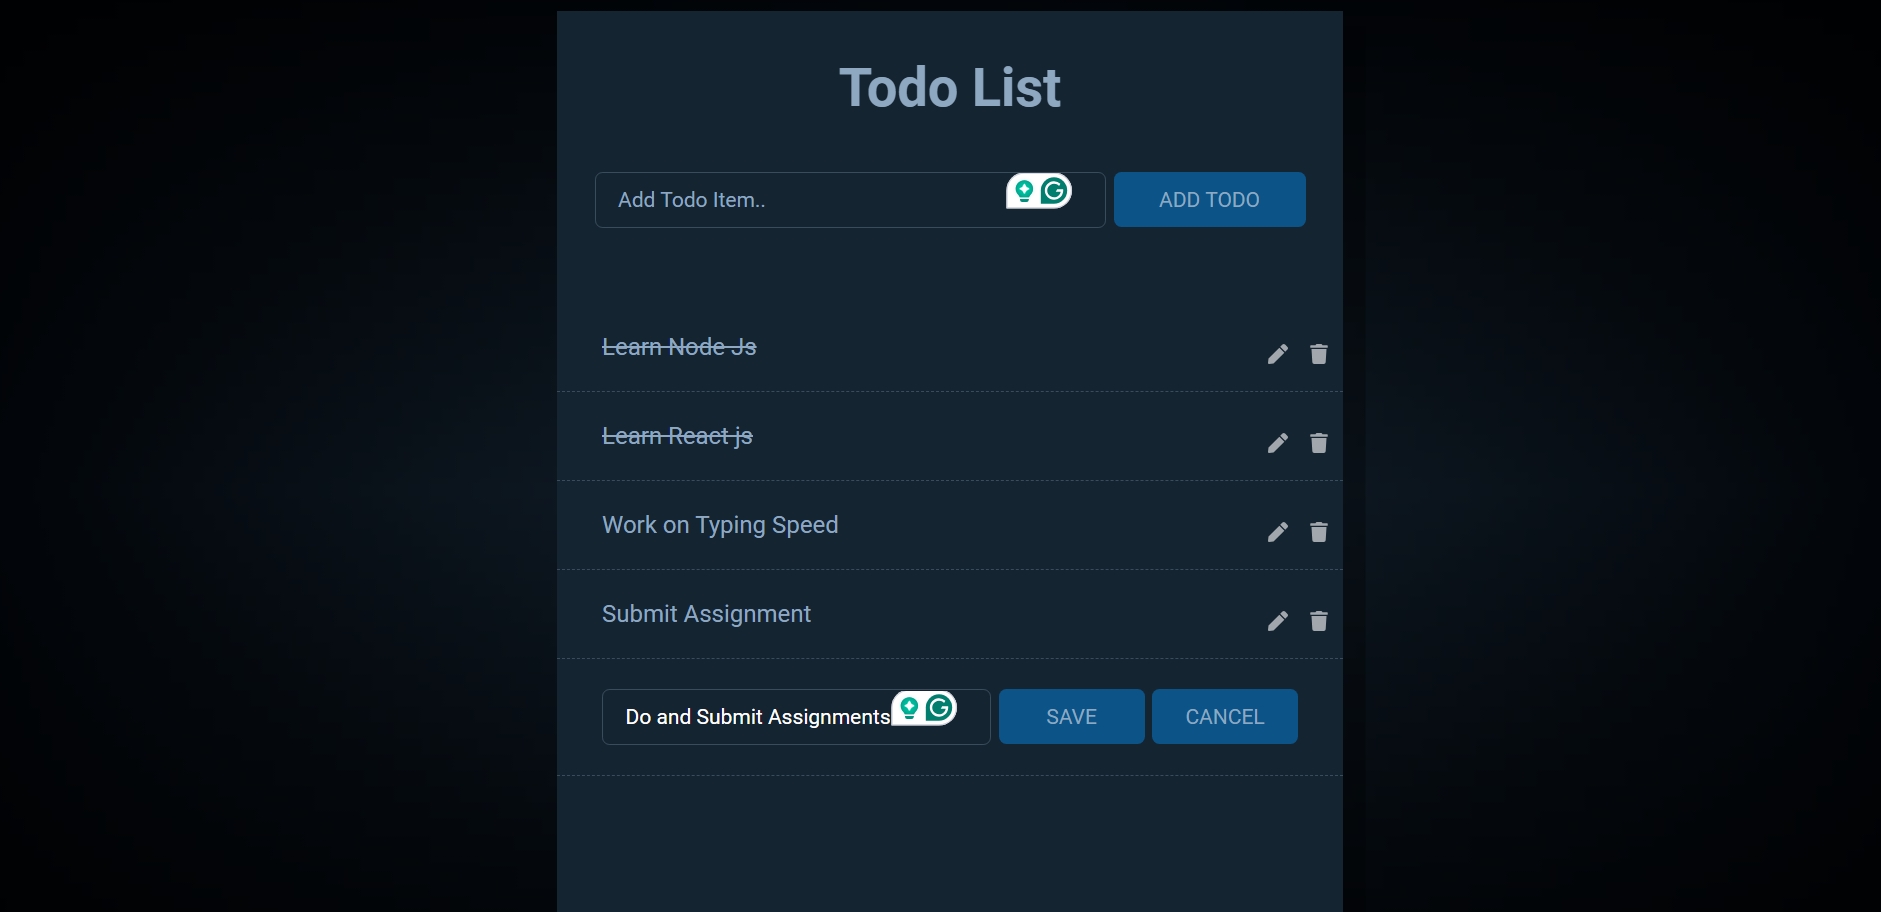 Todo List
Add Todo Item..
ADD TODO
Learn Node Js
Learn React js
Work on Typing Speed
Submit Assignment
Do and Submit Assignments
SAVE
CANCEL